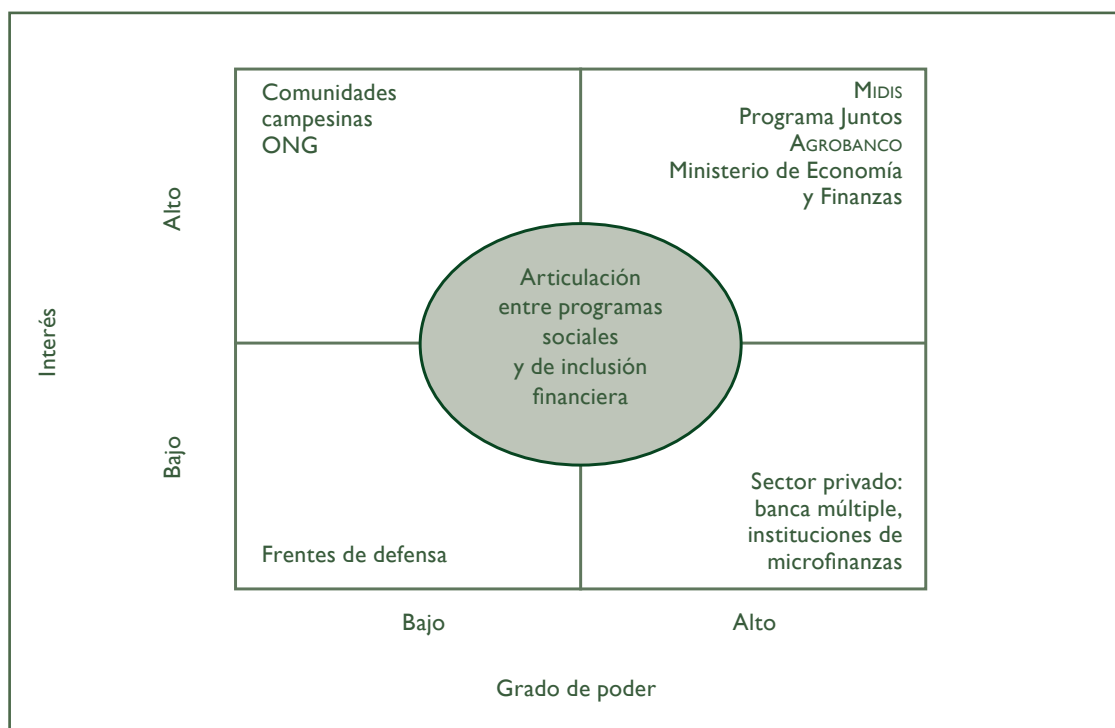 Comunidades
campesinas
ONG
MIDIS
Programa Juntos
AGROBANCO
Ministerio de Economía
y Finanzas
Alto
Articulación
entre programas
sociales
y de inclusión
financiera
Interés
Bajo
Frentes de defensa
Sector privado:
banca múltiple,
instituciones de
microfinanzas
Bajo
Alto
Grado de poder